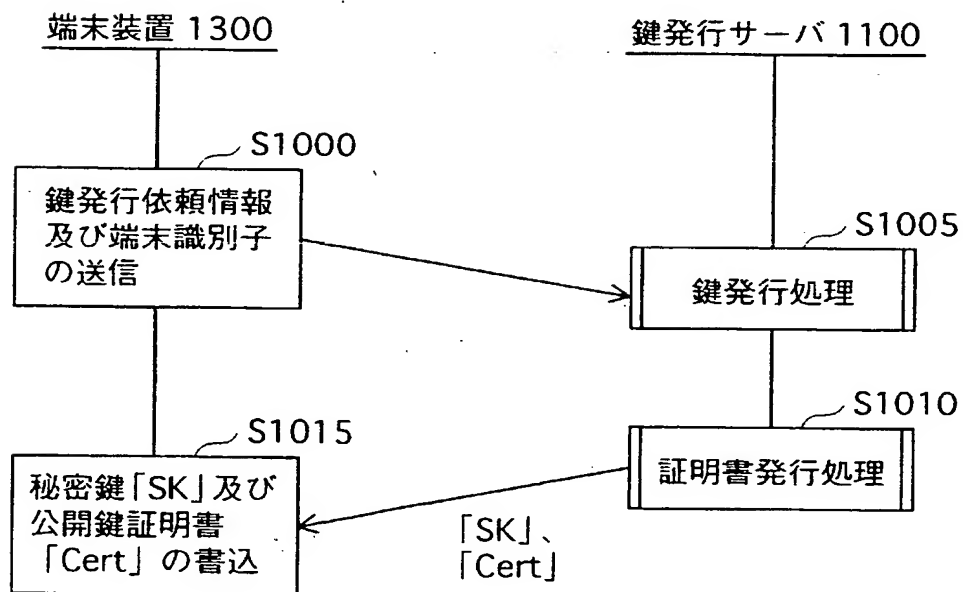 端末装置 1300
鍵発行サーバ 1100
S1000
鍵発行依頼情報
及び端末識別子
の送信
S1005
鍵発行処理
S1010
証明書発行処理
S1015
秘密鍵「SK」及び
公開鍵証明書
「Cert」の書込
「SK」、
「Cert」